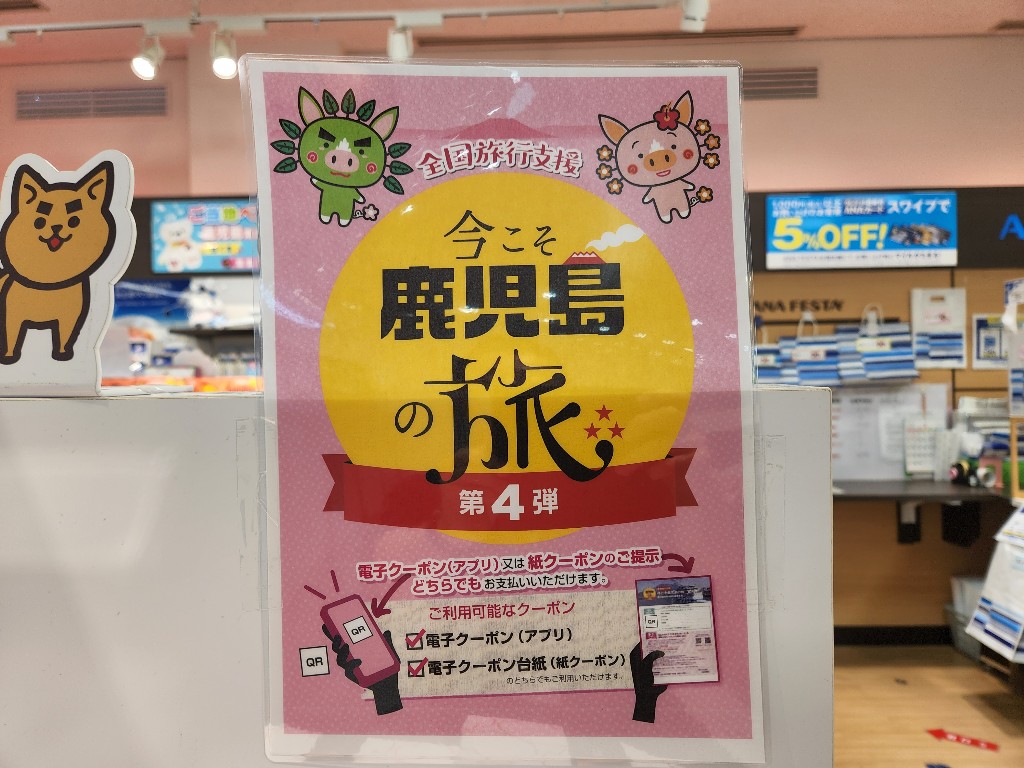 全国旅行支援
今こそ
鹿児島
の旅
第4弾
電子クーポン(アプリ)又は紙クーポンのご提示
どちらでもお支払いいただけます。
ご利用可能なクーポン
電子クーポン(アプリ)
電子クーポン台紙(紙クーポン)
のどちらでもご利用いただけます。
QR
QR
QR
スワイプで
5%OFF!
ANA FESTA